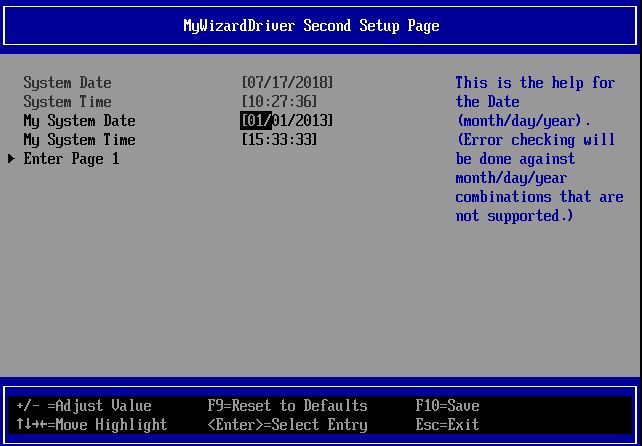 MyWizardDriver Second Setup Page
System Date [07/17/2018]
System Time [10:27:36]
My System Date [01/01/2013]
My System Time [15:33:33]
Enter Page 1
This is the help for
the Date
(month/day/year).
(Error checking will
be done against
month/day/year
combinations that are
not supported.)
+/- =Adjust Value F9=Reset to Defaults F10=Save
↑↓→←=Move Highlight <Enter>=Select Entry Esc=Exit